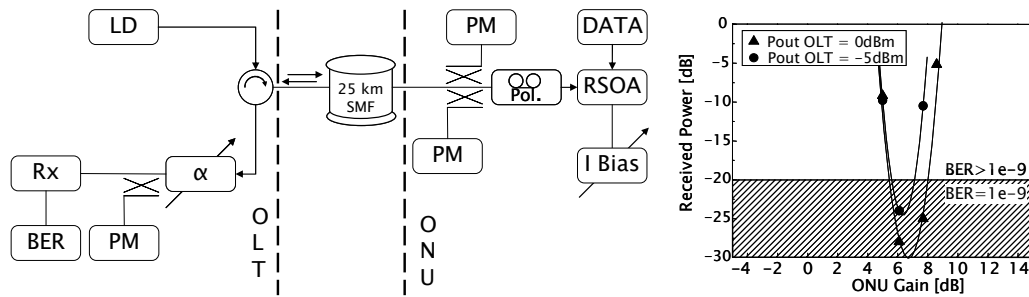 LD
PM
DATA
25 km
SMF
Pol.
RSOA
PM
I Bias
Rx
α
BER
PM
O
L
T
O
N
U
Received Power [dB]
0
-5
-10
-15
-20
-25
-30
Pout OLT = 0dBm
Pout OLT = -5dBm
BER>1e-9
BER=1e-9
-4 -2 0 2 4 6 8 10 12 14
ONU Gain [dB]